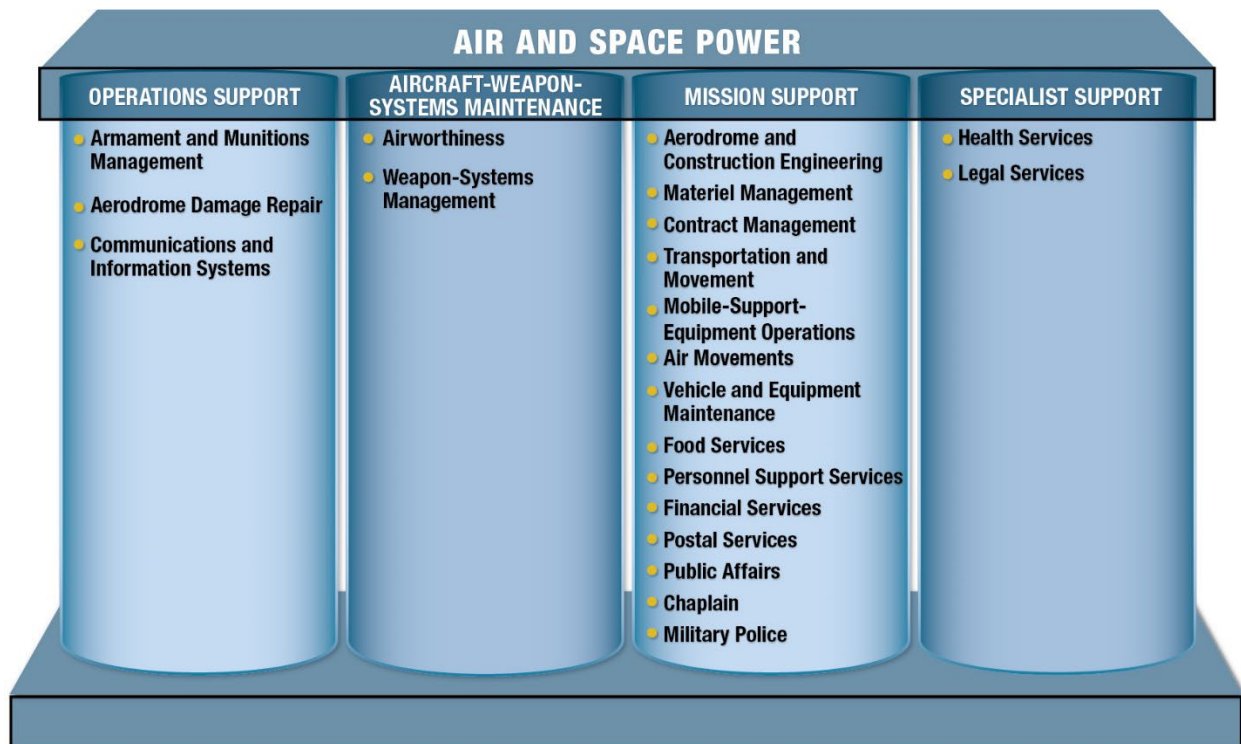 AIR AND SPACE POWER
OPERATIONS SUPPORT
Armament and Munitions
Management
Aerodrome Damage Repair
Communications and
Information Systems
AIRCRAFT-WEAPON-
SYSTEMS MAINTENANCE
Airworthiness
Weapon-Systems
Management
MISSION SUPPORT
Aerodrome and
Construction Engineering
Materiel Management
Contract Management
Transportation and
Movement
Mobile-Support-
Equipment Operations
Air Movements
Vehicle and Equipment
Maintenance
Food Services
Personnel Support Services
Financial Services
Postal Services
Public Affairs
Chaplain
Military Police
SPECIALIST SUPPORT
Health Services
Legal Services